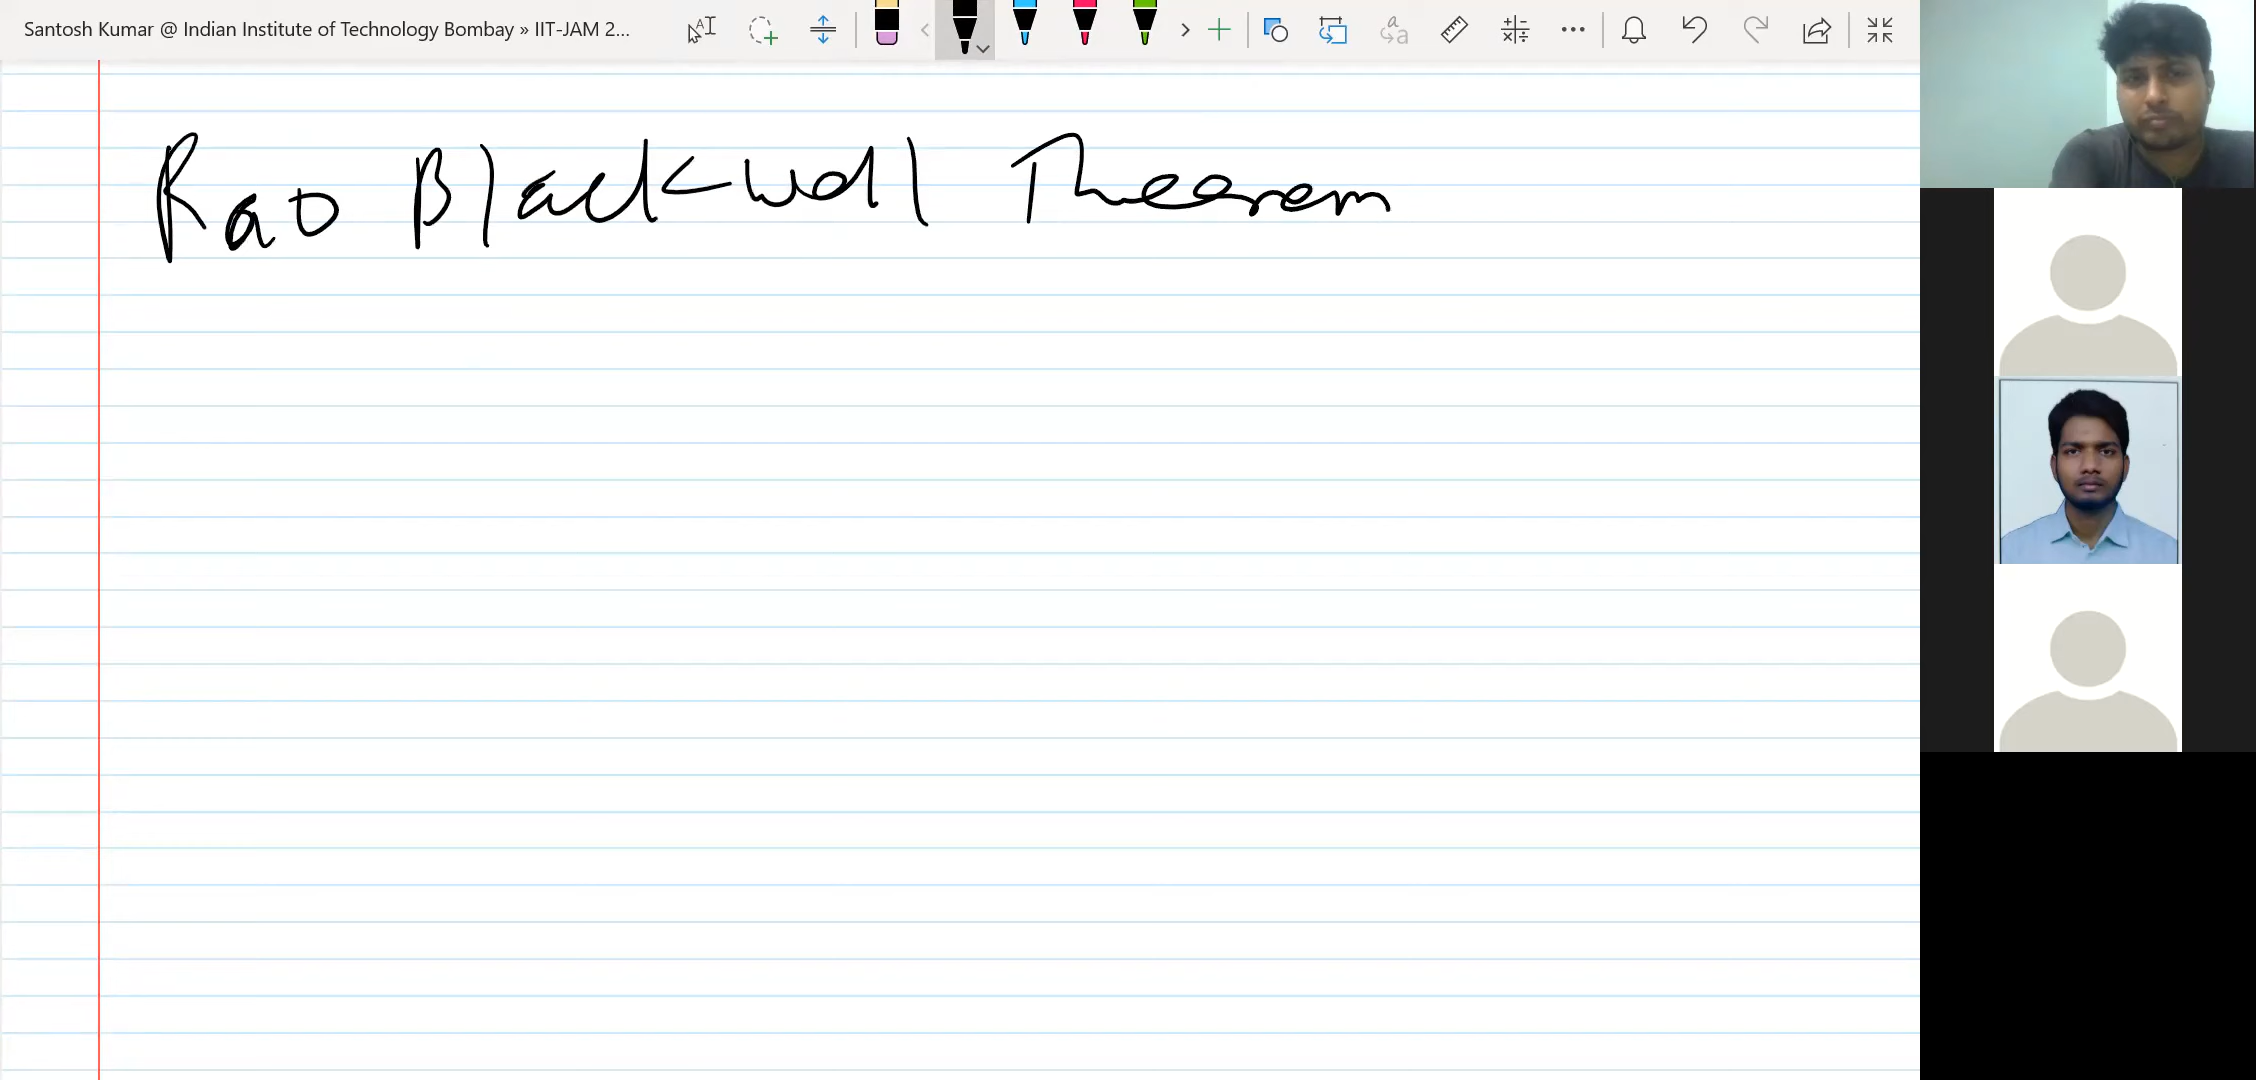 Santosh Kumar @ Indian Institute of Technology Bombay » IIT-JAM 2...
Rao Blackwell Theorem